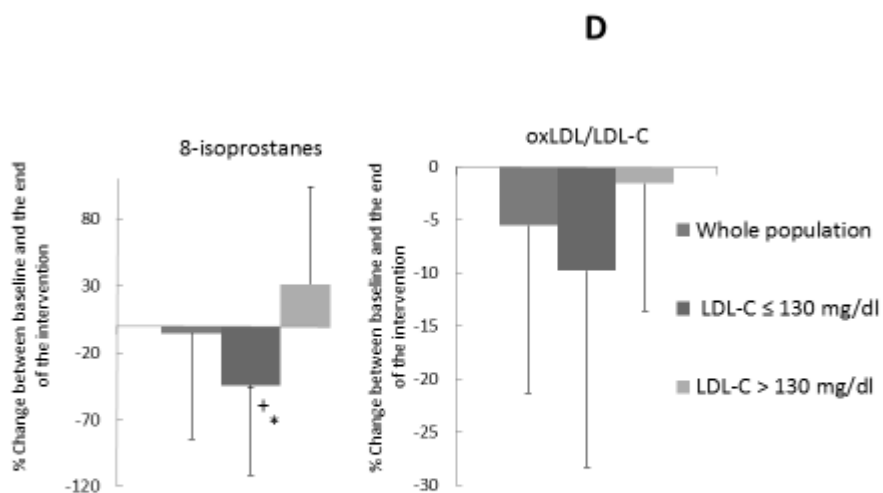 D
8-isoprostanes
% Change between baseline and the end
of the intervention
80
30
-20
-70
-120
+
*
oxLDL/LDL-C
% Change between baseline and the end
of the intervention
0
-5
-10
-15
-20
-25
-30
Whole population
LDL-C ≤ 130 mg/dl
LDL-C > 130 mg/dl